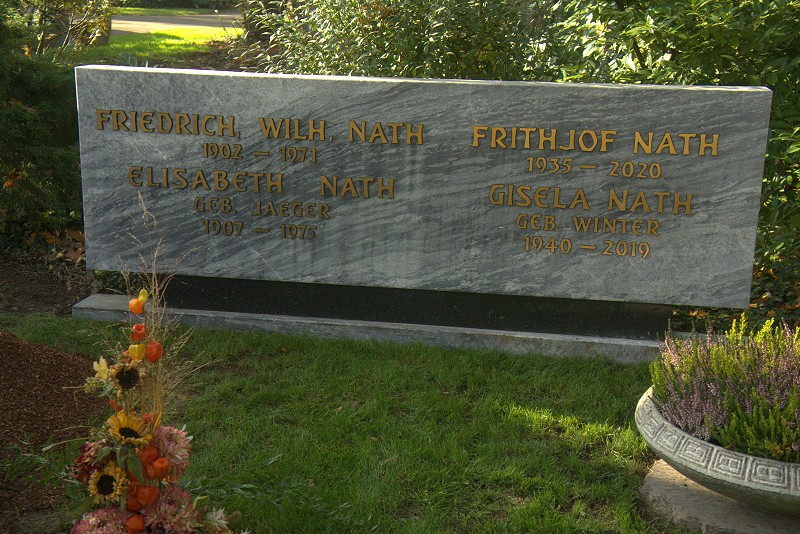 FRIEDRICH, WILH, NATH
1902 – 1971
ELISABETH NATH
GEB. JAEGER
1907 – 1975
FRITHJOF NATH
1935 – 2020
GISELA NATH
GEB. WINTER
1940 – 2019